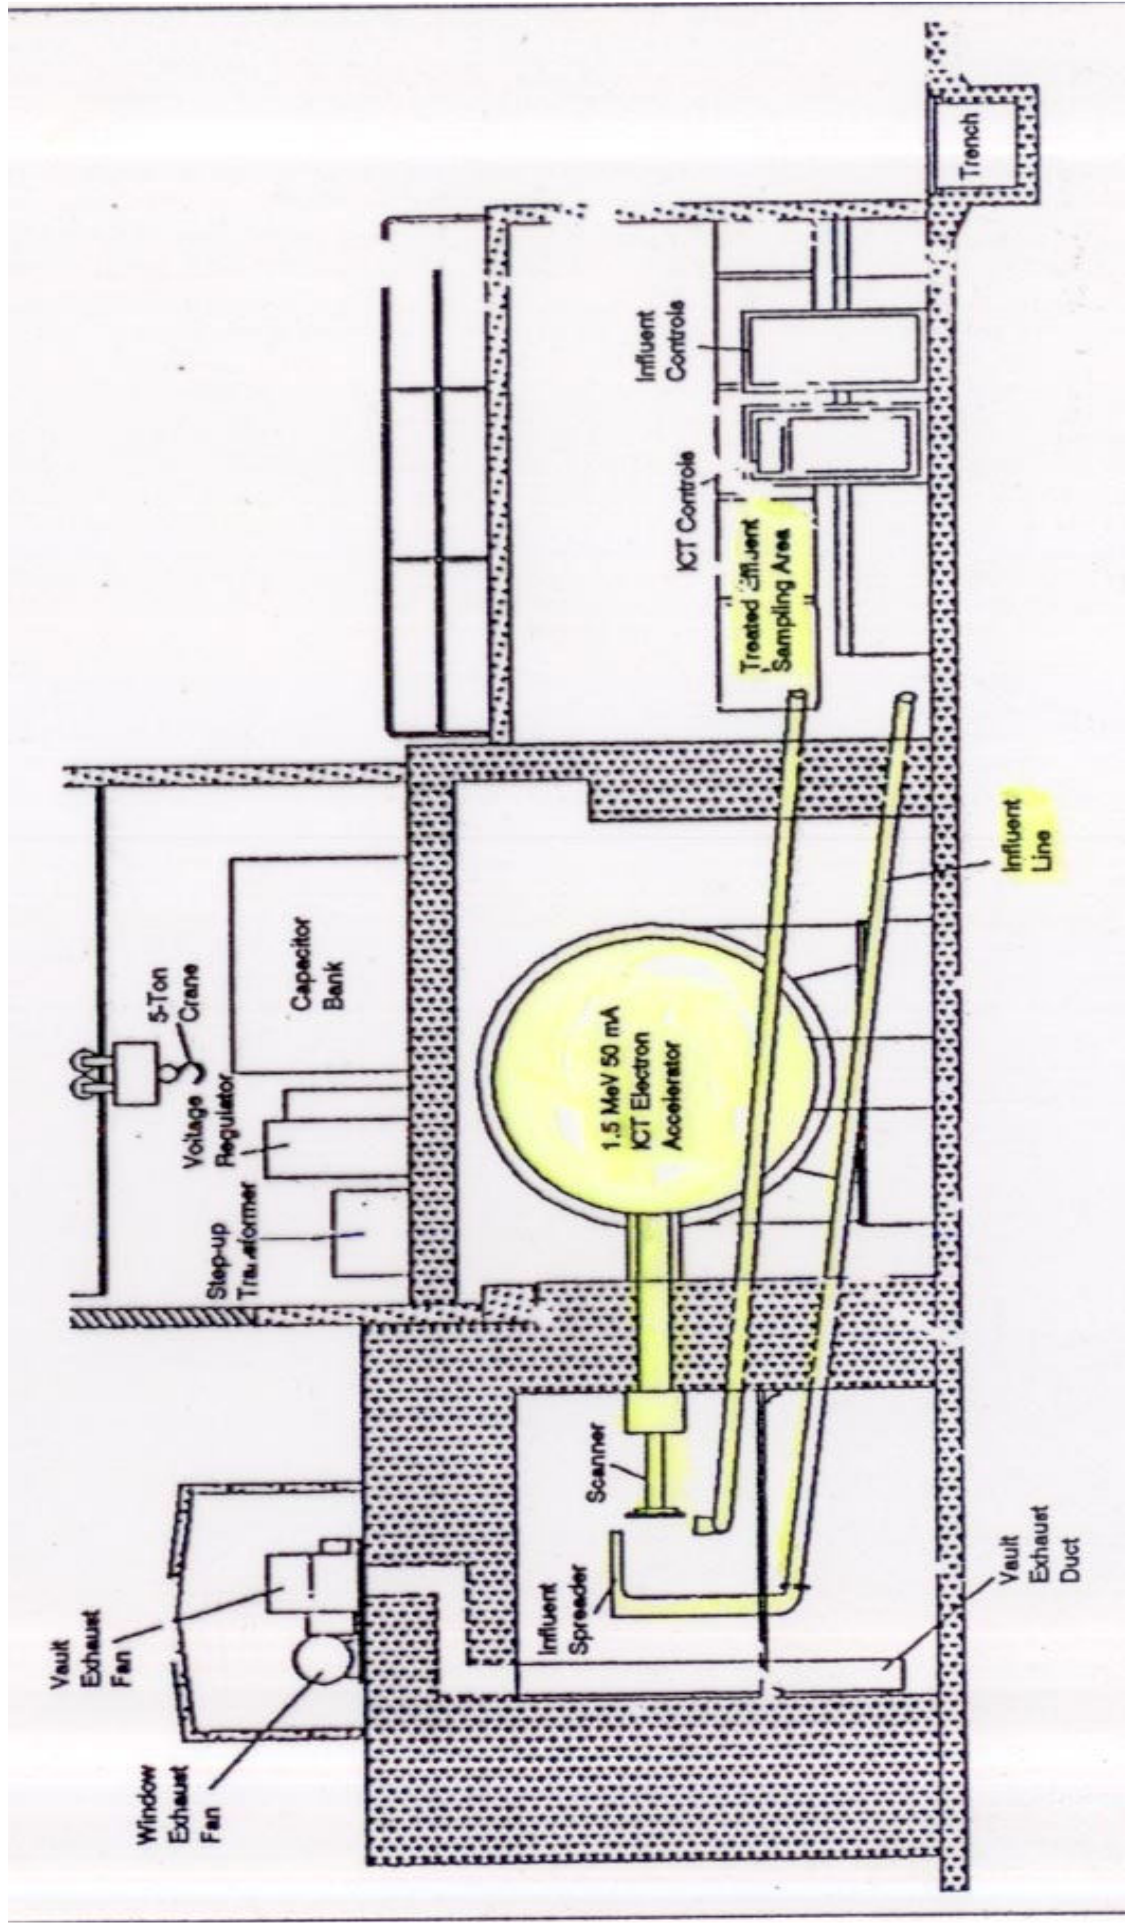 Window
Exhaust
Fan
Vault
Exhaust
Fan
Step-up
Transformer
Voltage
Regulator
5-Ton
Crane
Capacitor
Bank
Influent
Spreader
Scanner
1.5 MeV 50 mA
ICT Electron
Accelerator
ICT Controls
Influent
Controls
Treated Effluent
Sampling Area
Trench
Vault
Exhaust
Duct
Influent
Line